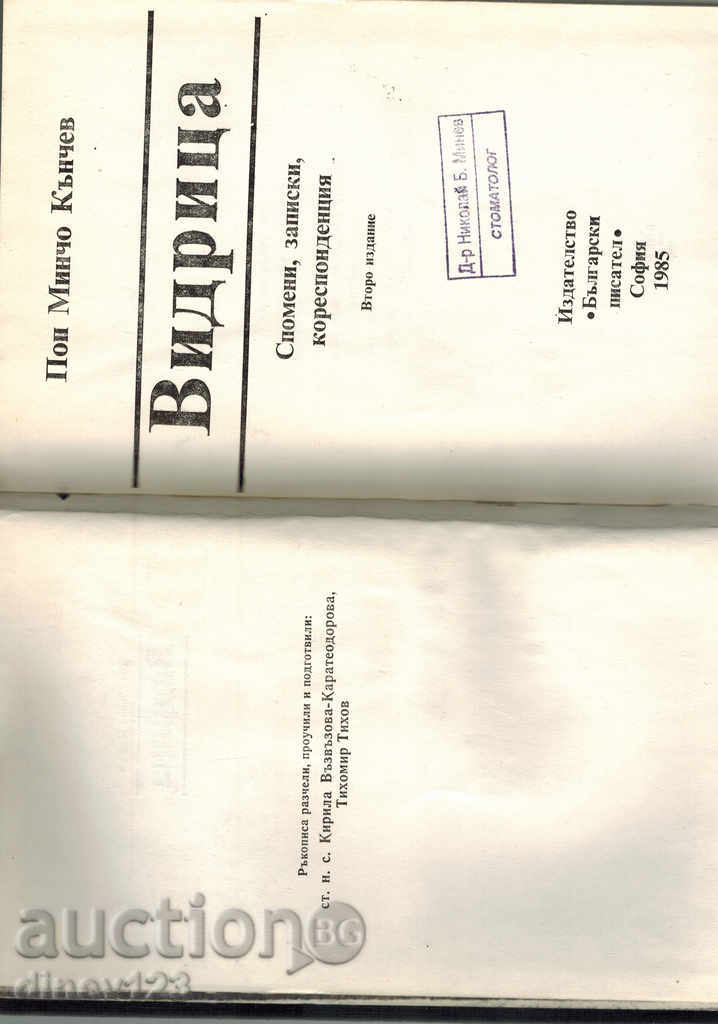 Ръкописа разчели, проучили и подготвили:
ст. н. с. Кирила Възвъзова-Каратеодорова,
Тихомир Тихов
Поп Минчо Кънчев
Видрица
Спомени, записки,
кореспонденция
Второ издание
Д-р Николай Б. Минев
СТОМАТОЛОГ
Издателство
•Български
писател•
София
1985
auction BG
dinev123